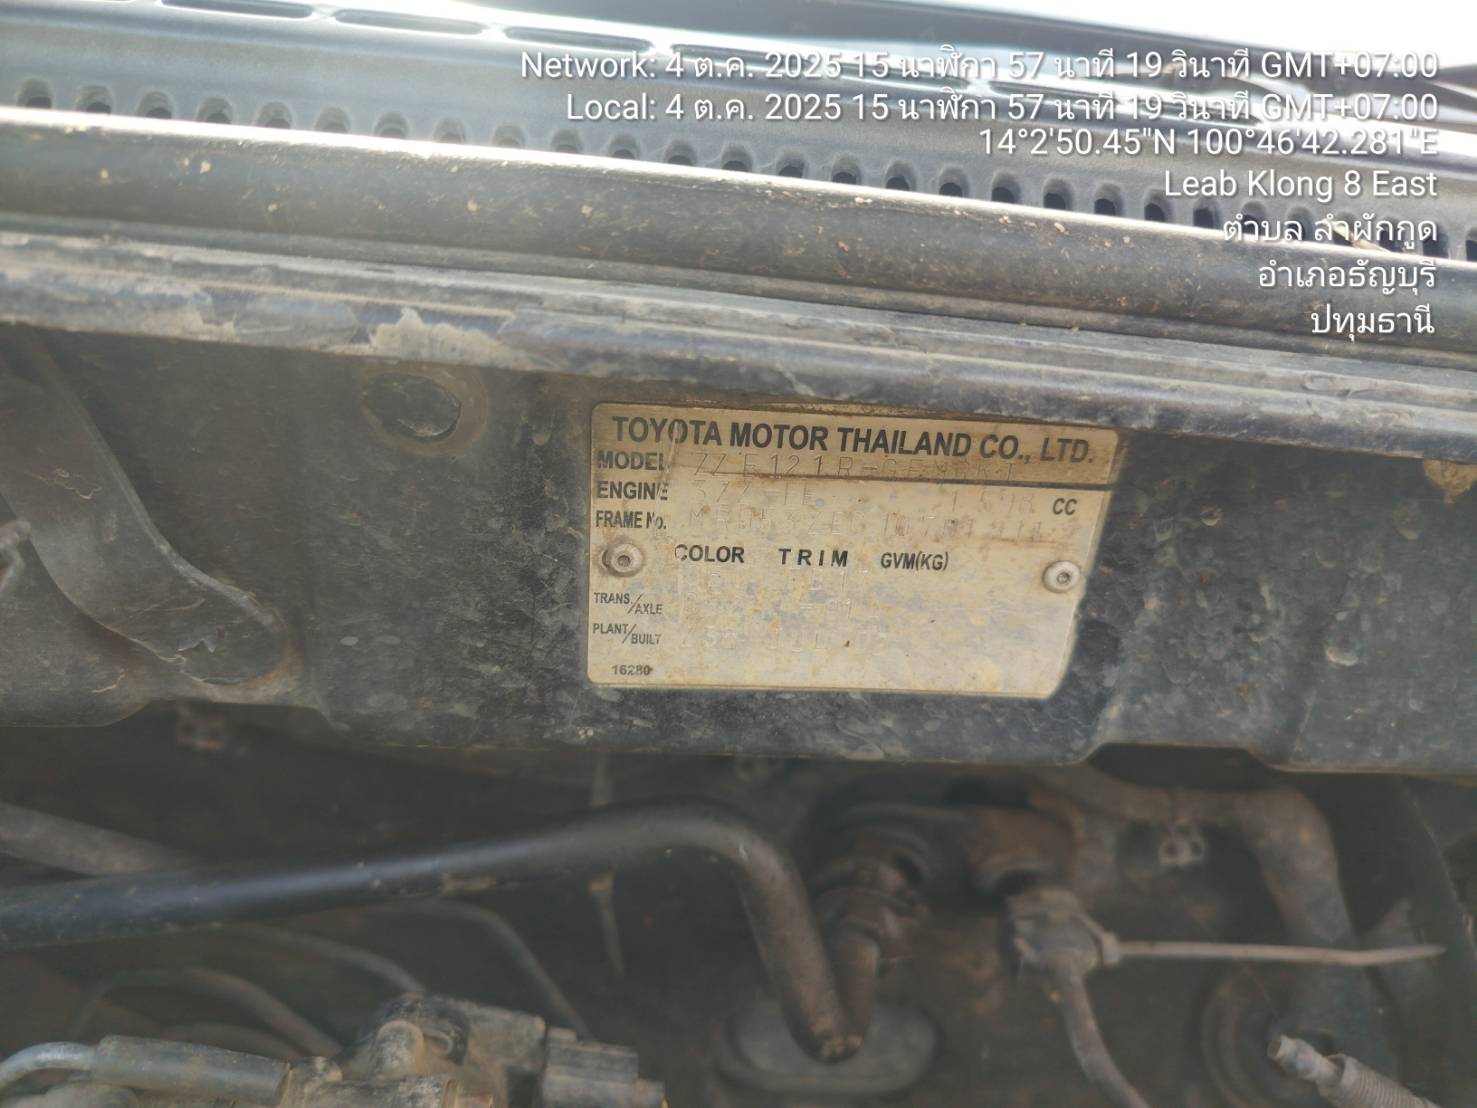 Network: 4 ต.ค. 2025 15 นาฬิกา 57 นาที 19 วินาที GMT+07:00
Local: 4 ต.ค. 2025 15 นาฬิกา 57 นาที 19 วินาที GMT+07:00
14°2'50.45"N 100°46'42.281"E
Leab Klong 8 East
ตำบล ลำผักกูด
อำเภอธัญบุรี
ปทุมธานี
TOYOTA MOTOR THAILAND CO., LTD.
MODEL
ENGINE CC
FRAME No.
COLOR TRIM GVM(KG)
TRANS./AXLE
PLANT/BUILT
16280